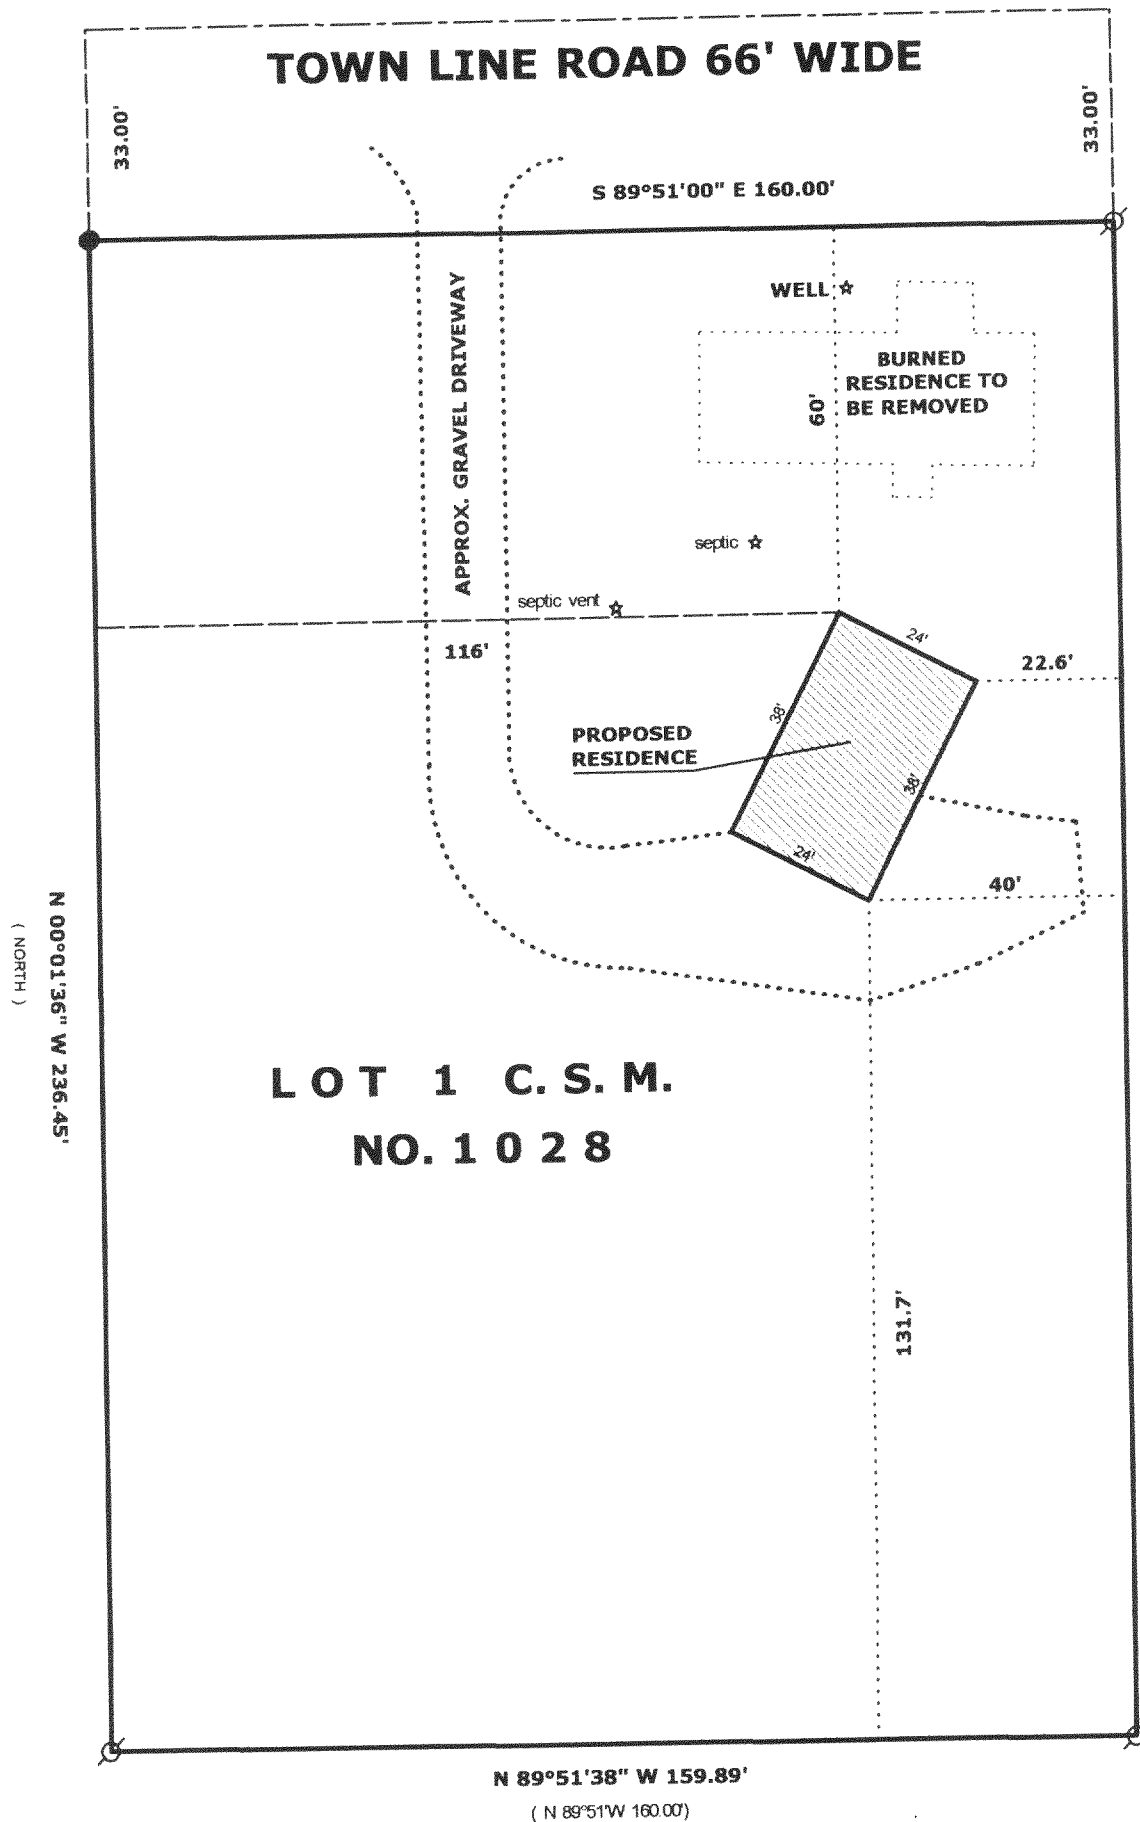 TOWN LINE ROAD 66' WIDE
33.00'
33.00'
S 89°51'00" E 160.00'
APPROX. GRAVEL DRIVEWAY
WELL
BURNED
RESIDENCE TO
BE REMOVED
60'
septic
septic vent
116'
24'
22.6'
38'
PROPOSED
RESIDENCE
38'
24'
40'
N 00°01'36" W 236.45'
( NORTH )
LOT 1 C.S.M.
NO. 1028
131.7'
N 89°51'38" W 159.89'
( N 89°51'W 160.00')